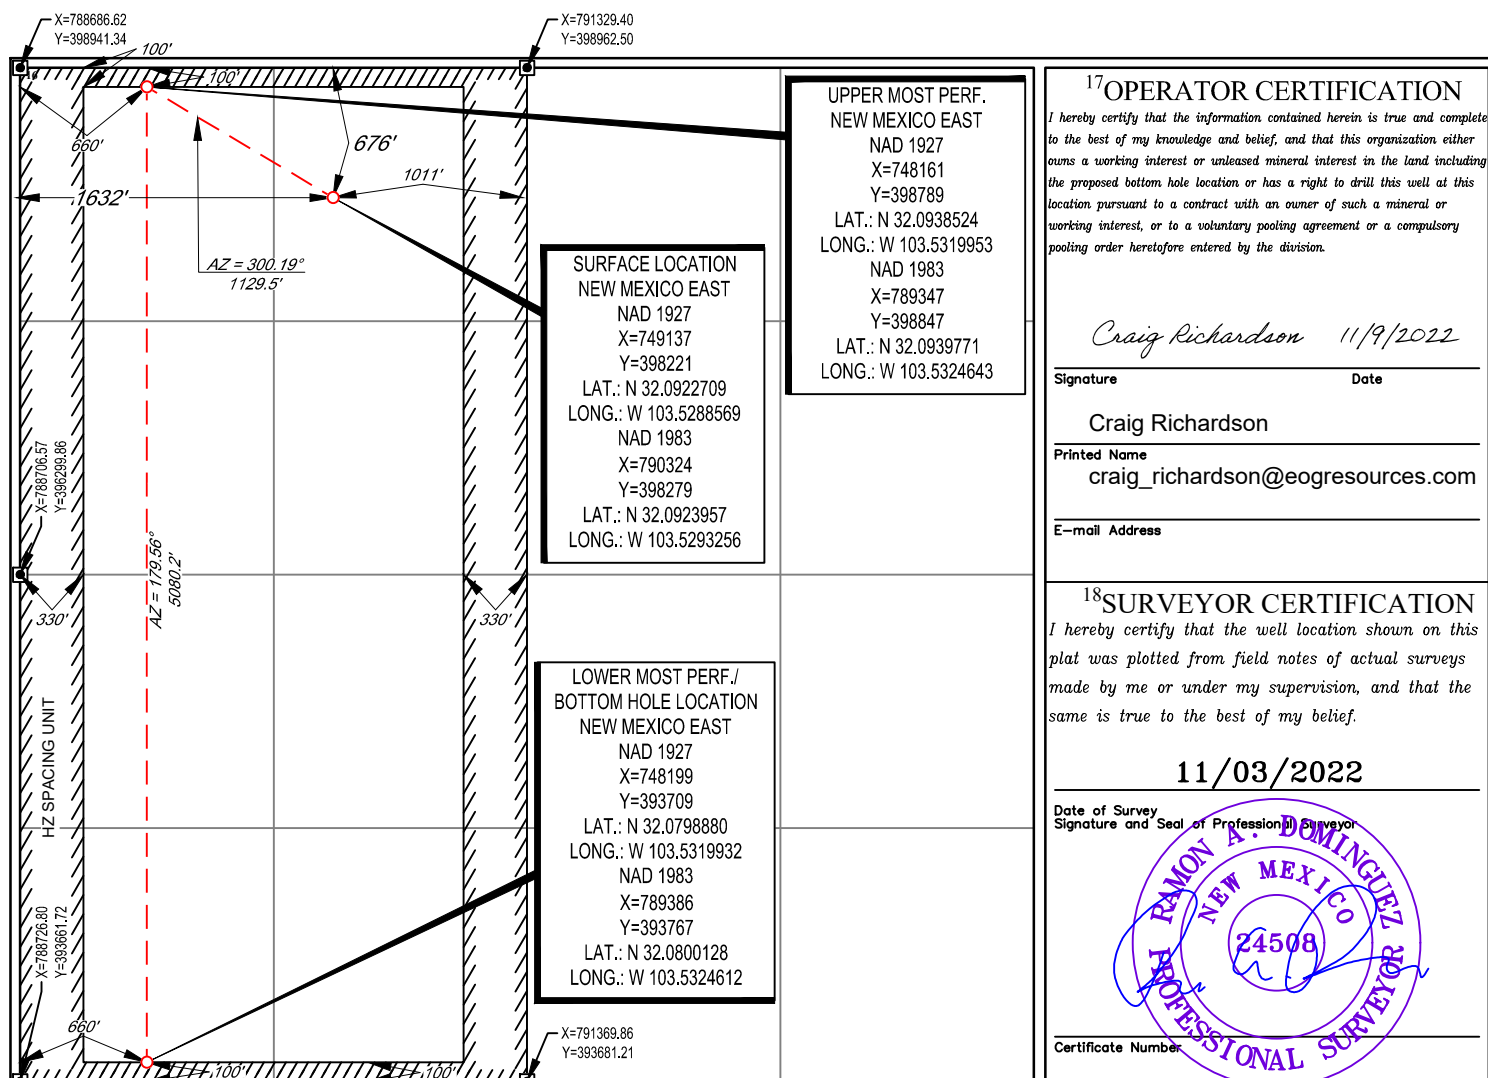 X=788686.62
Y=398941.34
X=791329.40
Y=398962.50
100'
100'
660'
676'
1011'
1632'
AZ = 300.19°
1129.5'
UPPER MOST PERF.
NEW MEXICO EAST
NAD 1927
X=748161
Y=398789
LAT.: N 32.0938524
LONG.: W 103.5319953
NAD 1983
X=789347
Y=398847
LAT.: N 32.0939771
LONG.: W 103.5324643
SURFACE LOCATION
NEW MEXICO EAST
NAD 1927
X=749137
Y=398221
LAT.: N 32.0922709
LONG.: W 103.5288569
NAD 1983
X=790324
Y=398279
LAT.: N 32.0923957
LONG.: W 103.5293256
X=788706.57
Y=396299.86
AZ = 179.56°
5080.2'
330'
330'
HZ SPACING UNIT
LOWER MOST PERF./
BOTTOM HOLE LOCATION
NEW MEXICO EAST
NAD 1927
X=748199
Y=393709
LAT.: N 32.0798880
LONG.: W 103.5319932
NAD 1983
X=789386
Y=393767
LAT.: N 32.0800128
LONG.: W 103.5324612
X=788726.80
Y=393661.72
660'
100'
100'
X=791369.86
Y=393681.21
17OPERATOR CERTIFICATION
I hereby certify that the information contained herein is true and complete
to the best of my knowledge and belief, and that this organization either
owns a working interest or unleased mineral interest in the land including
the proposed bottom hole location or has a right to drill this well at this
location pursuant to a contract with an owner of such a mineral or
working interest, or to a voluntary pooling agreement or a compulsory
pooling order heretofore entered by the division.
Craig Richardson 11/9/2022
Signature Date
Craig Richardson
Printed Name
craig_richardson@eogresources.com
E-mail Address
18SURVEYOR CERTIFICATION
I hereby certify that the well location shown on this
plat was plotted from field notes of actual surveys
made by me or under my supervision, and that the
same is true to the best of my belief.
11/03/2022
Date of Survey
Signature and Seal of Professional Surveyor
RAMON A. DOMINGUEZ
NEW MEXICO
24508
PROFESSIONAL SURVEYOR
Certificate Number